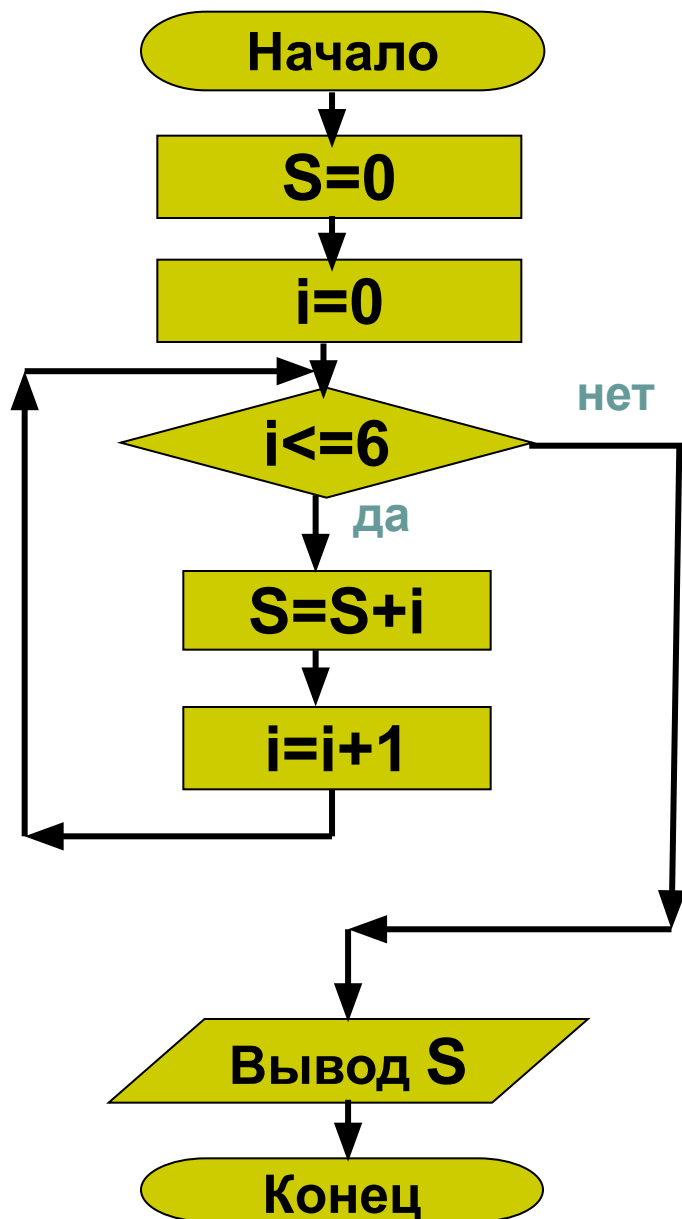 Начало
S=0
i=0
нет
i<=6
да
S=S+i
i=i+1
Вывод S
Конец